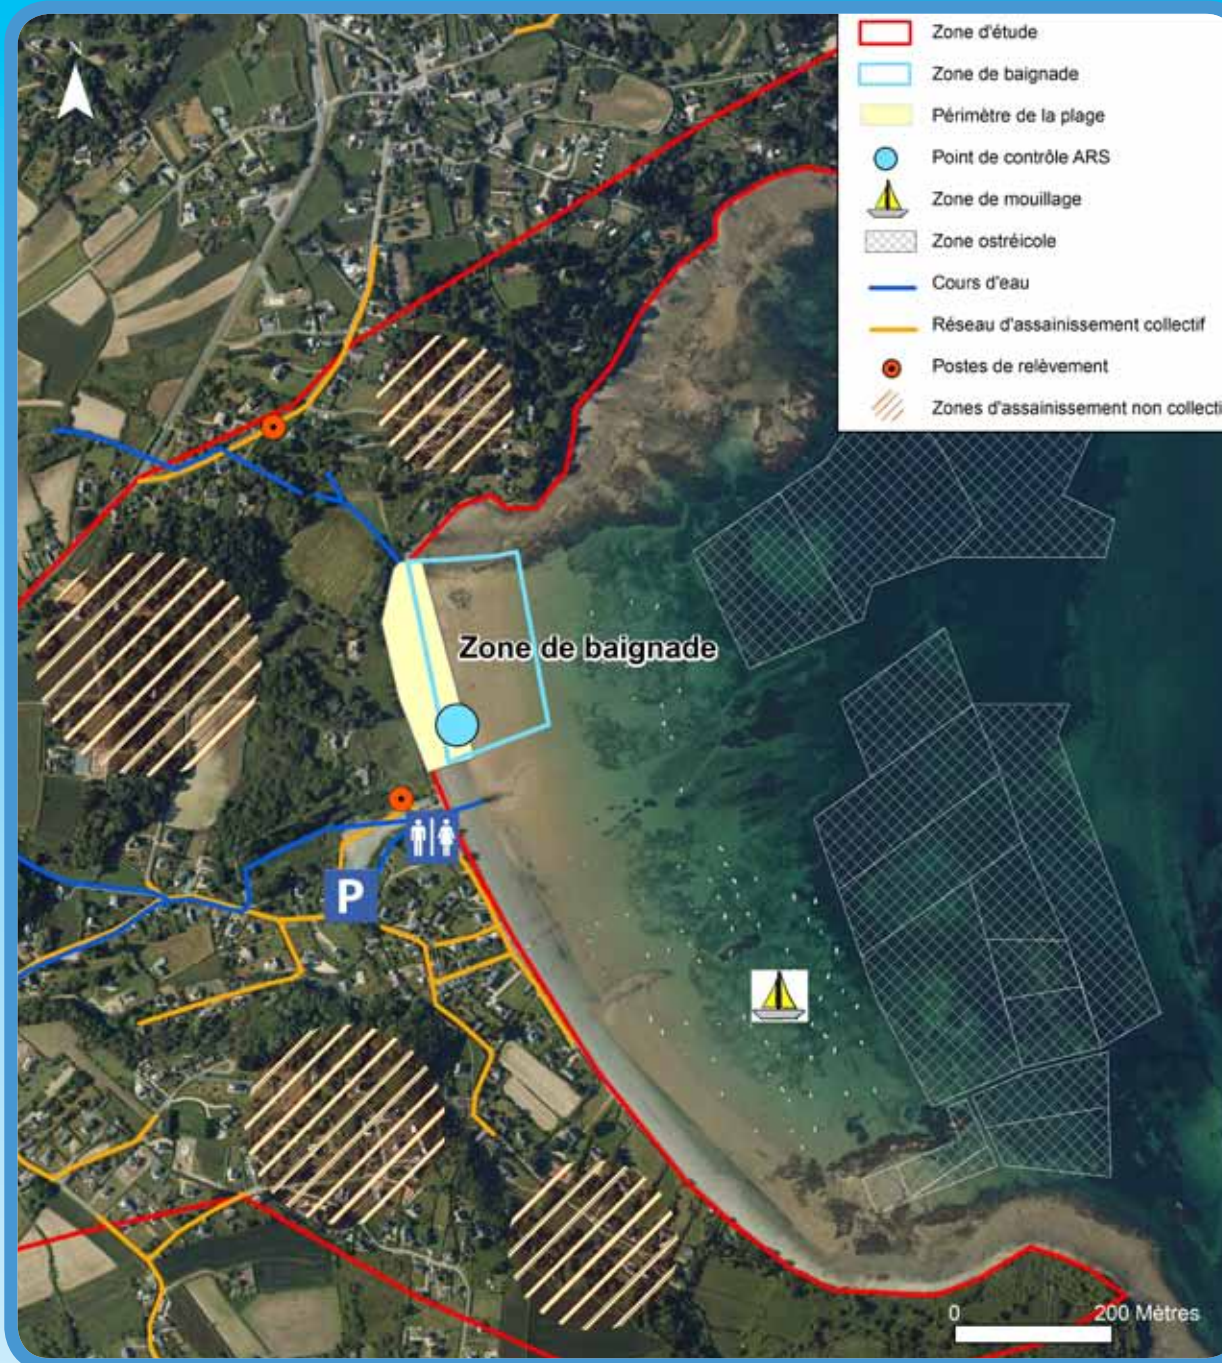 N
Zone d'étude
Zone de baignade
Périmètre de la plage
Point de contrôle ARS
Zone de mouillage
Zone ostréicole
Cours d'eau
Réseau d'assainissement collectif
Postes de relèvement
Zones d'assainissement non collecti
Zone de baignade
P
0 200 Mètres